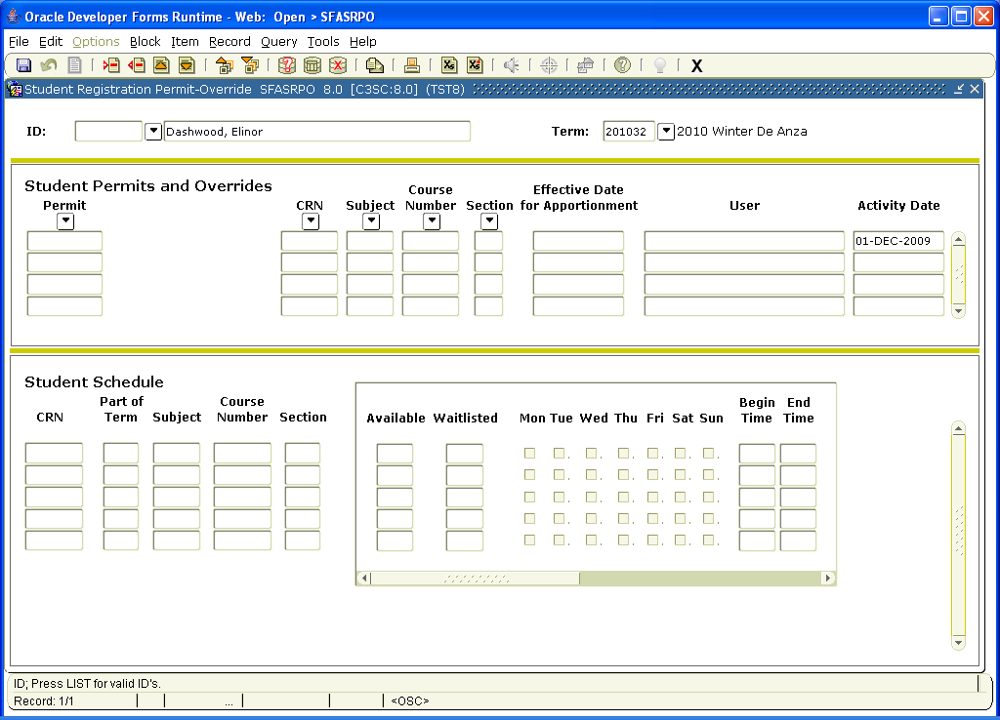 Oracle Developer Forms Runtime - Web: Open > SFASRPO
File Edit Options Block Item Record Query Tools Help
X
Student Registration Permit-Override SFASRPO 8.0 [C3SC:8.0] (TST8)
ID: Dashwood, Elinor Term: 201032 2010 Winter De Anza
Student Permits and Overrides
Permit CRN Subject Course Number Section Effective Date for Apportionment User Activity Date
01-DEC-2009
Student Schedule
CRN Part of Term Subject Course Number Section Available Waitlisted Mon Tue Wed Thu Fri Sat Sun Begin Time End Time
ID; Press LIST for valid ID's.
Record: 1/1 ... <OSC>